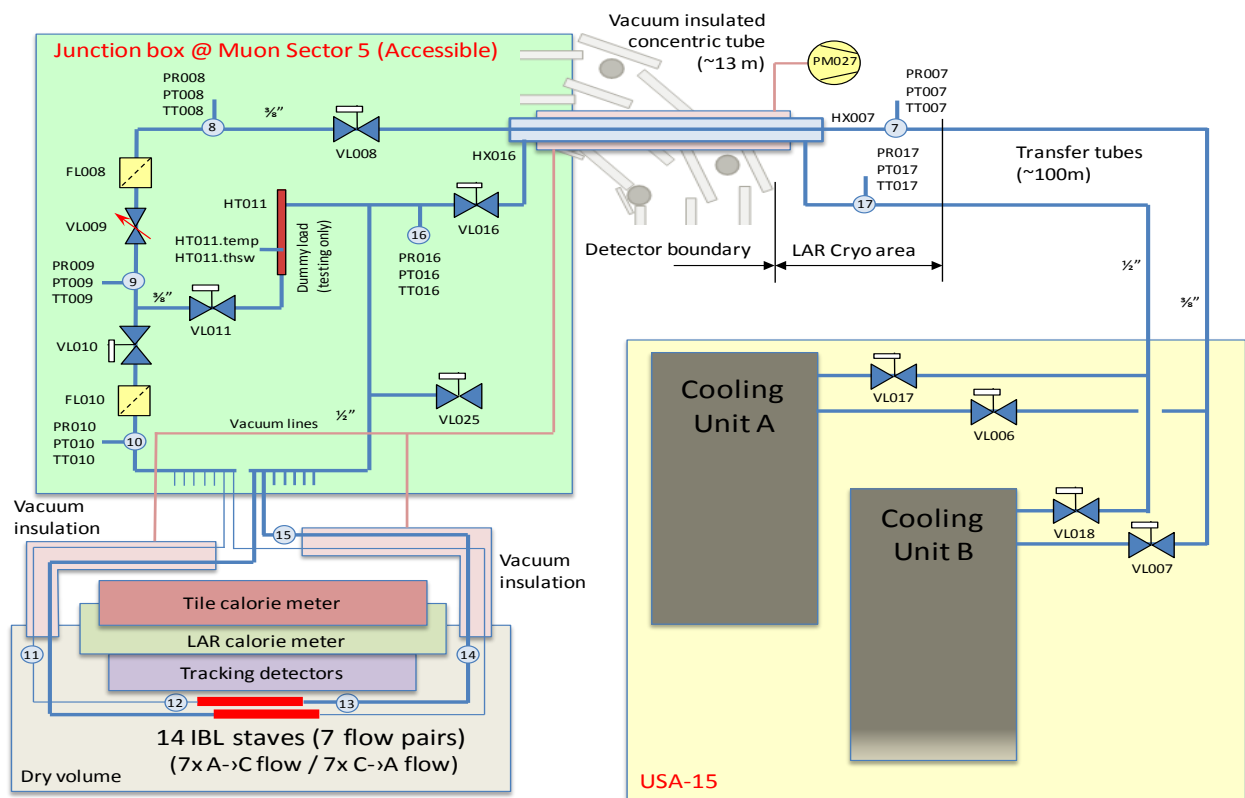 Junction box @ Muon Sector 5 (Accessible)
Vacuum insulated
concentric tube
(~13 m)
PM027
PR008
PT008
TT008
8
⅜”
VL008
HX007
PR007
PT007
TT007
7
FL008
HX016
PR017
PT017
TT017
17
Transfer tubes
(~100m)
VL009
HT011
HT011.temp
HT011.thsw
Dummy load
(testing only)
VL016
16
PR016
PT016
TT016
Detector boundary
LAR Cryo area
PR009
PT009
TT009
9
⅜”
VL011
½”
⅜”
VL010
FL010
PR010
PT010
TT010
10
½”
Vacuum lines
VL025
Cooling
Unit A
VL017
VL006
Cooling
Unit B
VL018
VL007
USA-15
Vacuum
insulation
15
Vacuum
insulation
Tile calorie meter
LAR calorie meter
Tracking detectors
11
14
12
13
14 IBL staves (7 flow pairs)
(7x A->C flow / 7x C->A flow)
Dry volume